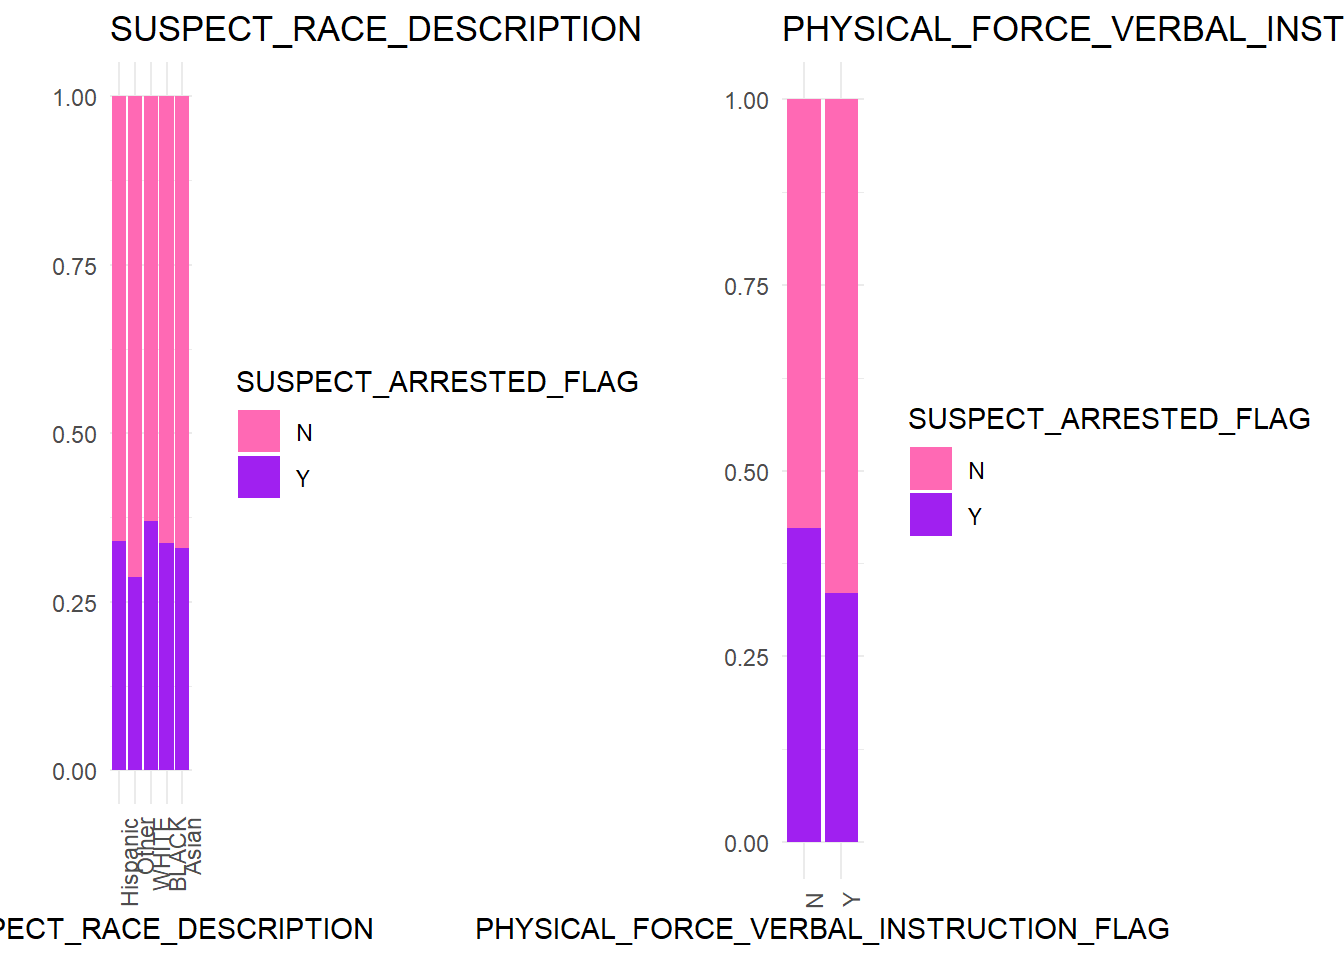 SUSPECT_RACE_DESCRIPTION
1.00
0.75
0.50
0.25
0.00
Hispanic
Other
WHITE
BLACK
Asian
PECT_RACE_DESCRIPTION
SUSPECT_ARRESTED_FLAG
N
Y
PHYSICAL_FORCE_VERBAL_INST
1.00
0.75
0.50
0.25
0.00
N
Y
PHYSICAL_FORCE_VERBAL_INSTRUCTION_FLAG
SUSPECT_ARRESTED_FLAG
N
Y